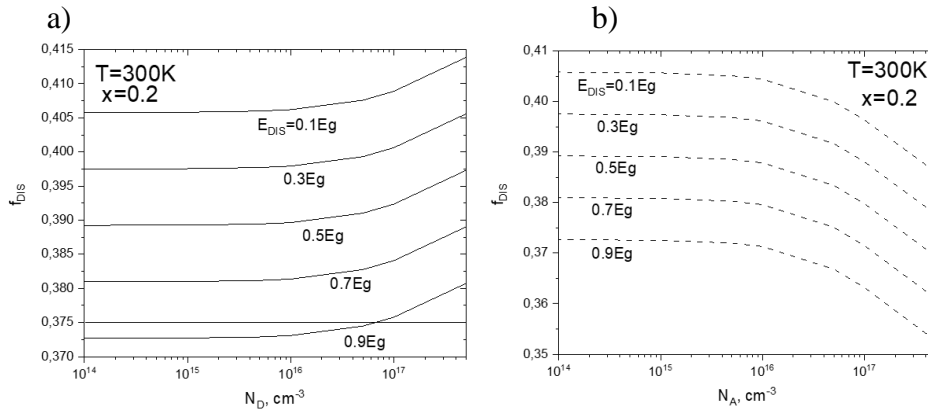 a)
T=300K
x=0.2
E_DIS=0.1Eg
0.3Eg
0.5Eg
0.7Eg
0.9Eg
0,415
0,410
0,405
0,400
0,395
0,390
0,385
0,380
0,375
0,370
f_DIS
10^14
10^15
10^16
10^17
N_D, cm^-3
b)
T=300K
x=0.2
E_DIS=0.1Eg
0.3Eg
0.5Eg
0.7Eg
0.9Eg
0,41
0,40
0,39
0,38
0,37
0,36
0,35
f_DIS
10^14
10^15
10^16
10^17
N_A, cm^-3